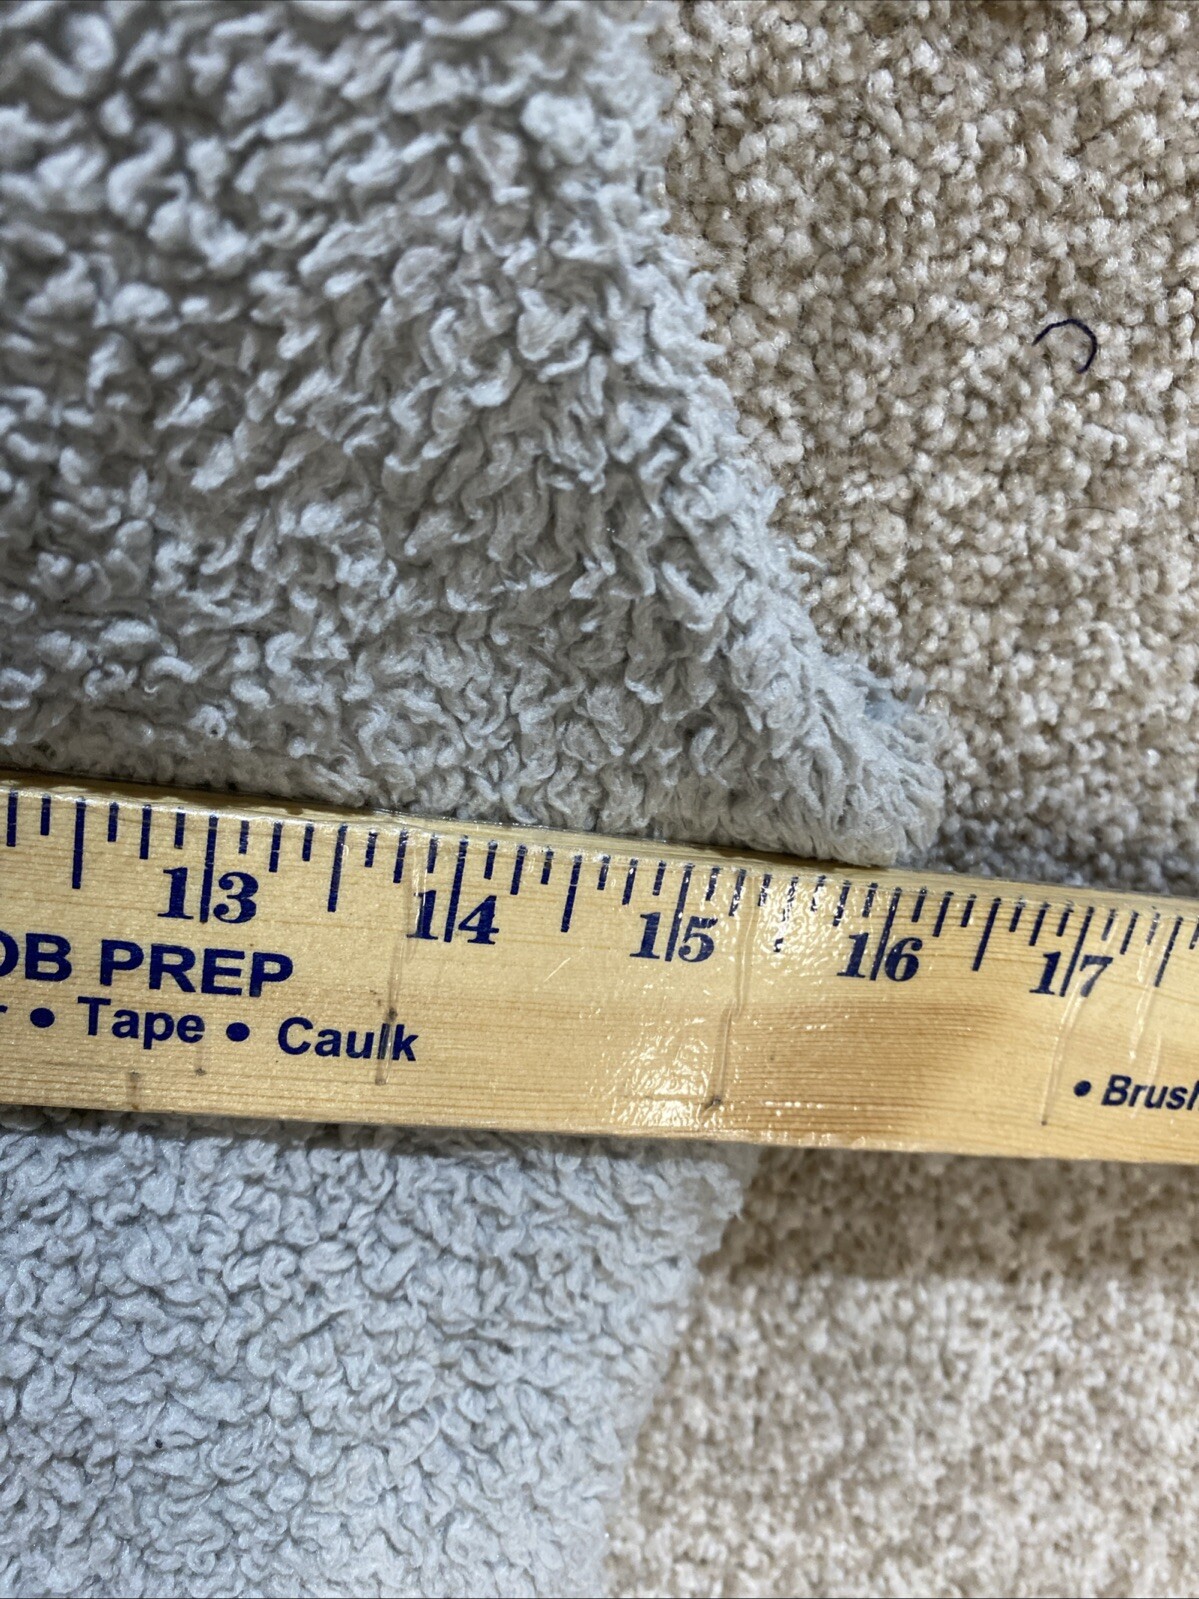 13 14 15 16 17
OB PREP
• Tape • Caulk
• Brush